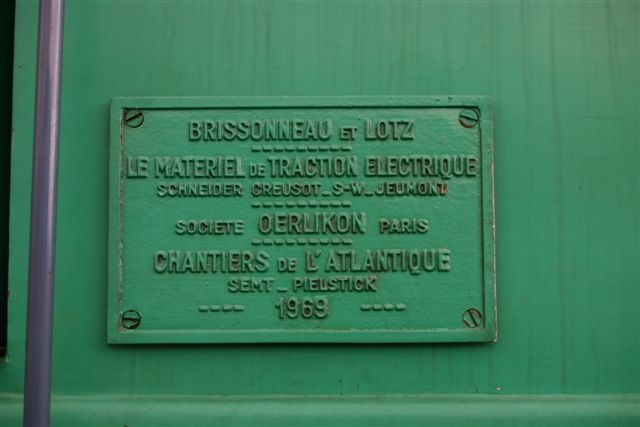 BRISSONNEAU ET LOTZ
LE MATERIEL DE TRACTION ELECTRIQUE
SCHNEIDER CREUSOT_S-W_JEUMONT
SOCIETE OERLIKON PARIS
CHANTIERS DE L'ATLANTIQUE
SEMT_PIELSTICK
1969